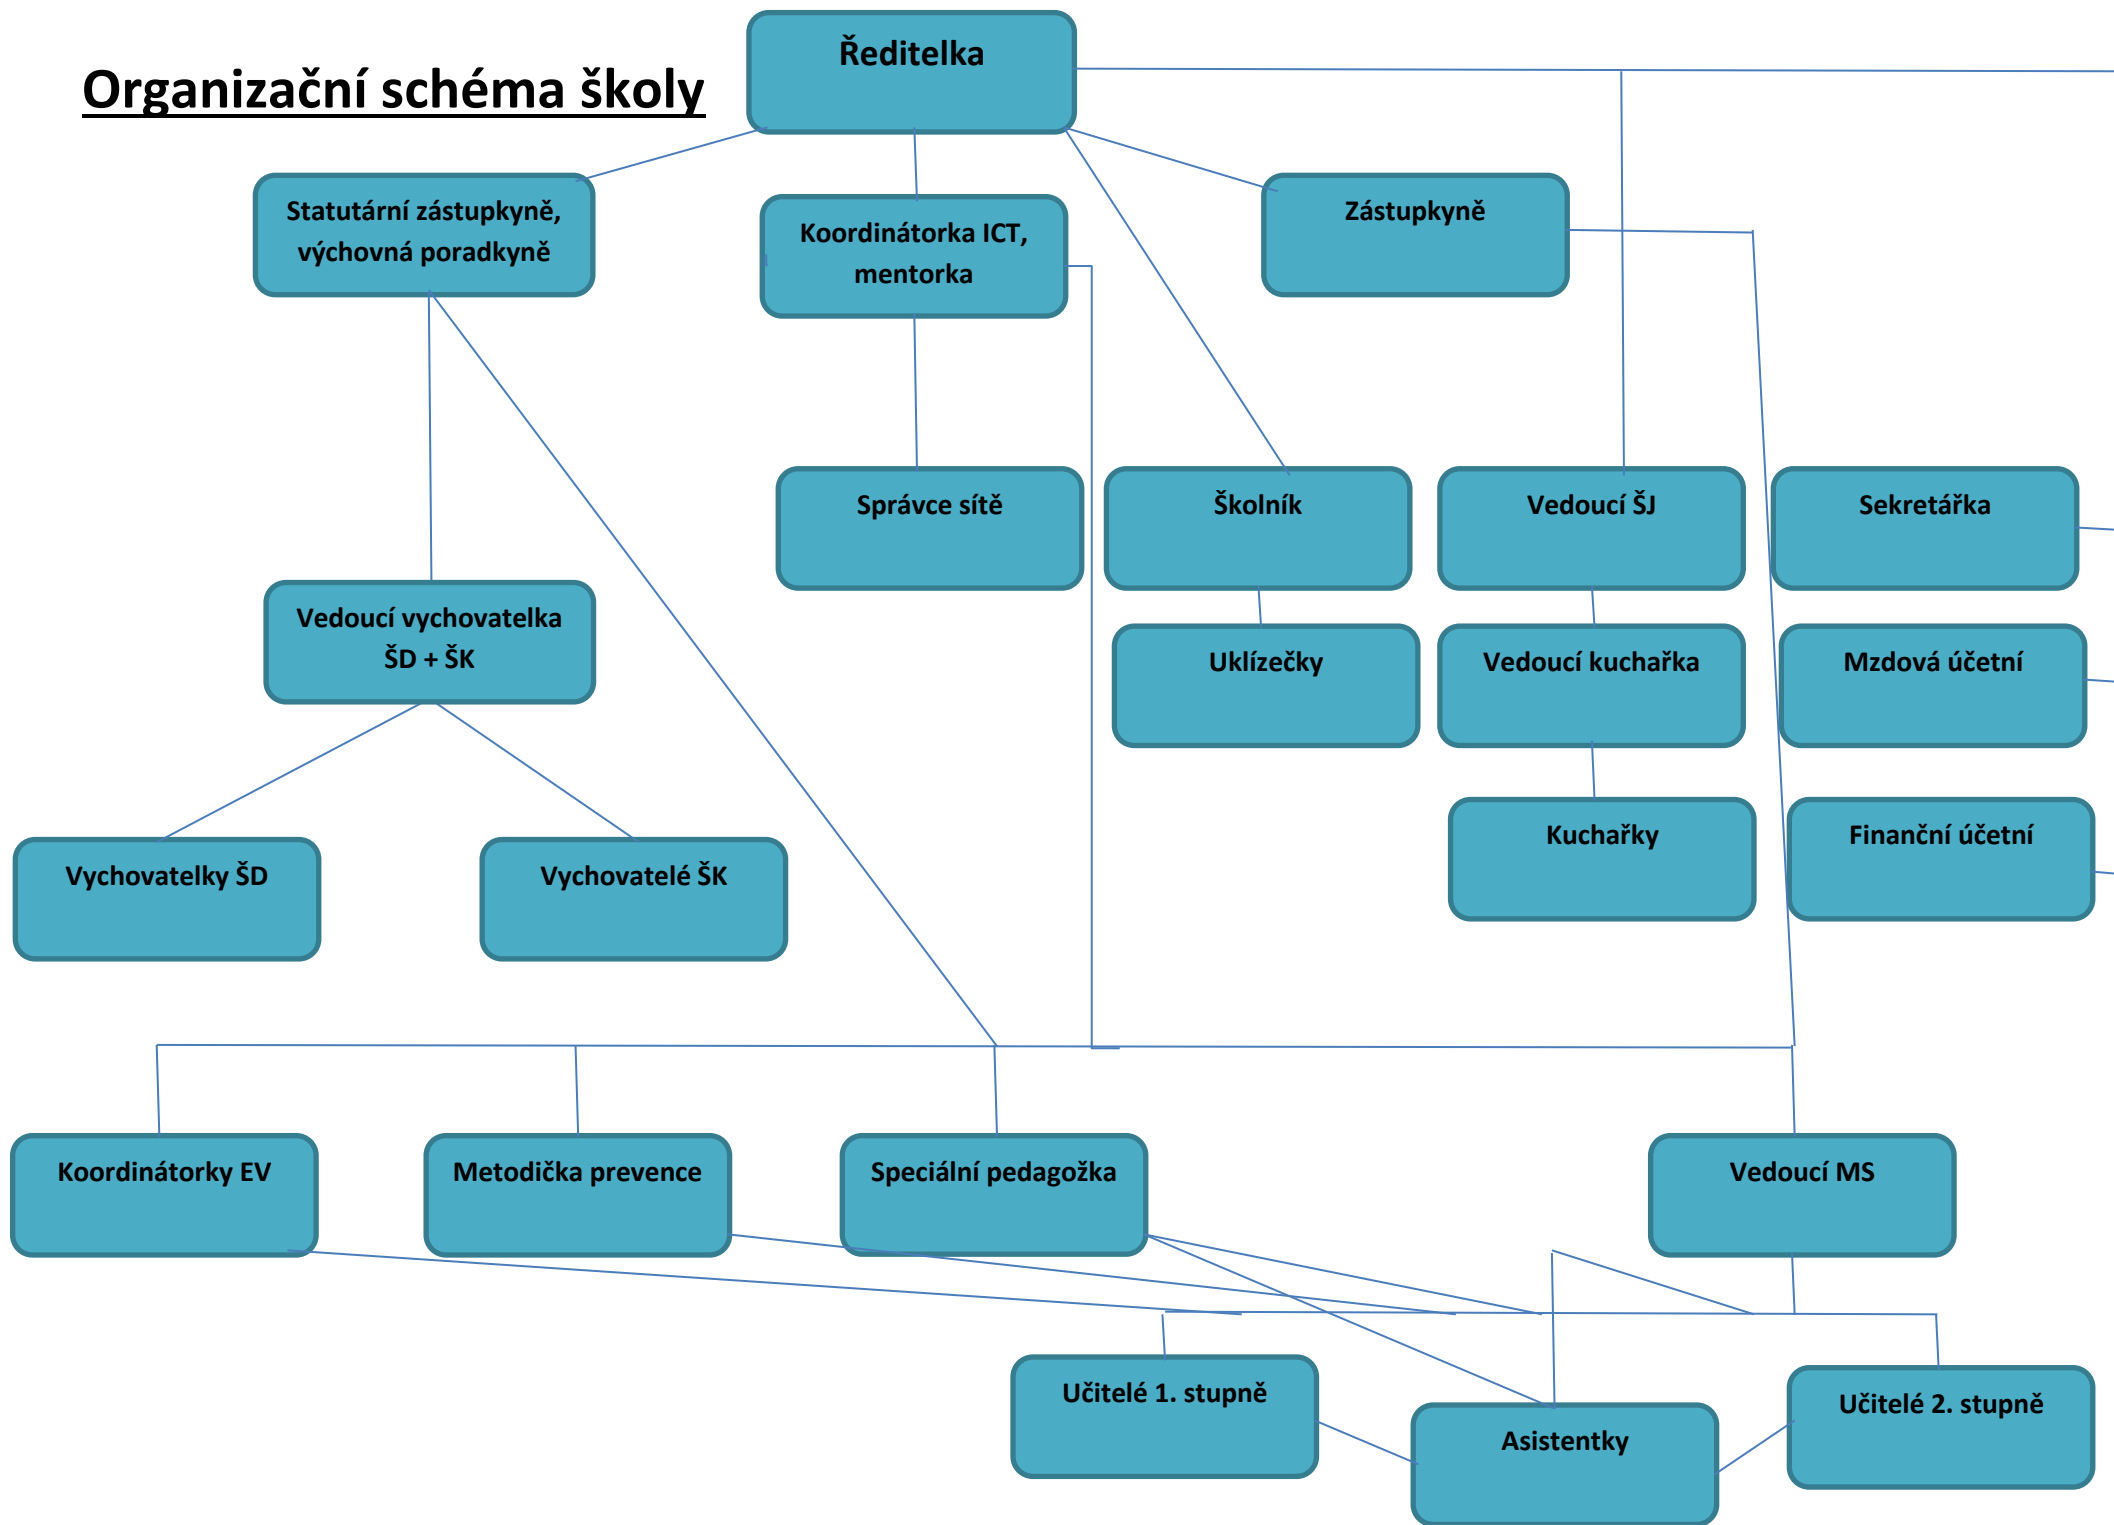 Ředitelka
Organizační schéma školy
Statutární zástupkyně,
výchovná poradkyně
Koordinátorka ICT,
mentorka
Zástupkyně
Správce sítě
Školník
Vedoucí ŠJ
Sekretářka
Vedoucí vychovatelka
ŠD + ŠK
Uklízečky
Vedoucí kuchařka
Mzdová účetní
Kuchařky
Finanční účetní
Vychovatelky ŠD
Vychovatelé ŠK
Koordinátorky EV
Metodička prevence
Speciální pedagožka
Vedoucí MS
Učitelé 1. stupně
Asistentky
Učitelé 2. stupně